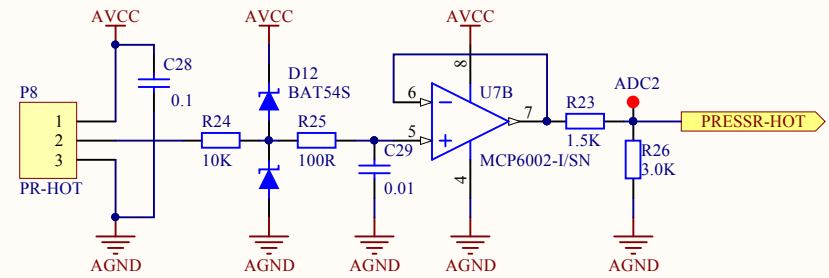 AVCC
AVCC
AVCC
C28
0.1
P8
1
2
3
PR-HOT
R24
10K
D12
BAT54S
R25
100R
C29
0.01
6
5
8
4
7
U7B
MCP6002-I/SN
R23
1.5K
ADC2
R26
3.0K
PRESSR-HOT
AGND
AGND
AGND
AGND
AGND